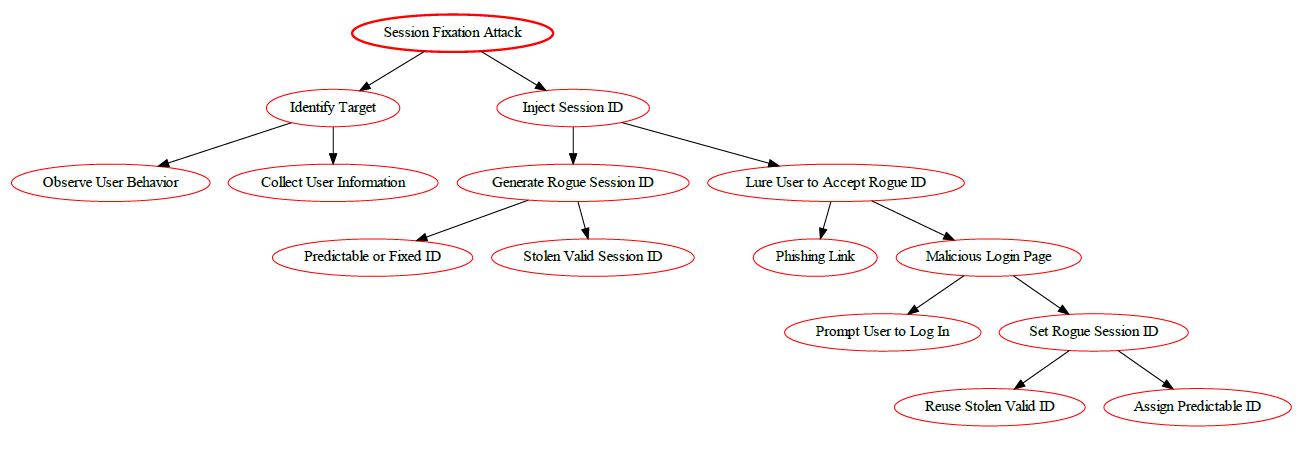 Session Fixation Attack
Identify Target
Inject Session ID
Observe User Behavior
Collect User Information
Generate Rogue Session ID
Lure User to Accept Rogue ID
Predictable or Fixed ID
Stolen Valid Session ID
Phishing Link
Malicious Login Page
Prompt User to Log In
Set Rogue Session ID
Reuse Stolen Valid ID
Assign Predictable ID